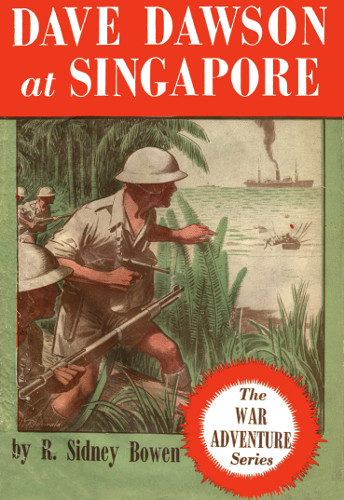 DAVE DAWSON
at SINGAPORE
by R. Sidney Bowen
The
WAR
ADVENTURE
Series